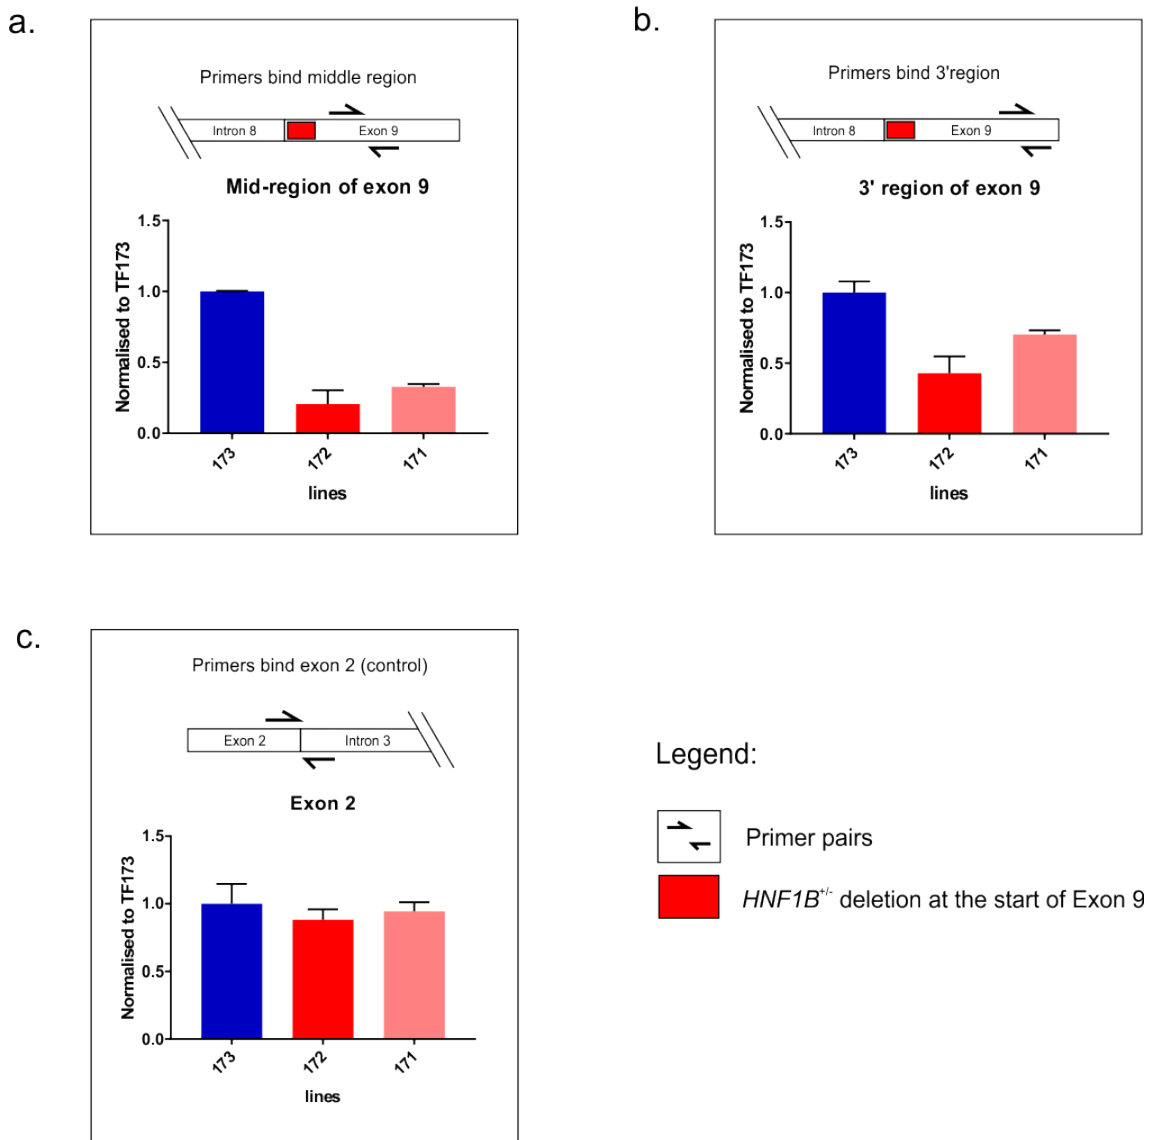 a.
Primers bind middle region
Intron 8
Exon 9
Mid-region of exon 9
Normalised to TF173
1.5
1.0
0.5
0.0
173
172
171
lines
b.
Primers bind 3'region
Intron 8
Exon 9
3' region of exon 9
Normalised to TF173
1.5
1.0
0.5
0.0
173
172
171
lines
c.
Primers bind exon 2 (control)
Exon 2
Intron 3
Exon 2
Normalised to TF173
1.5
1.0
0.5
0.0
173
172
171
lines
Legend:
Primer pairs
HNF1B+/- deletion at the start of Exon 9